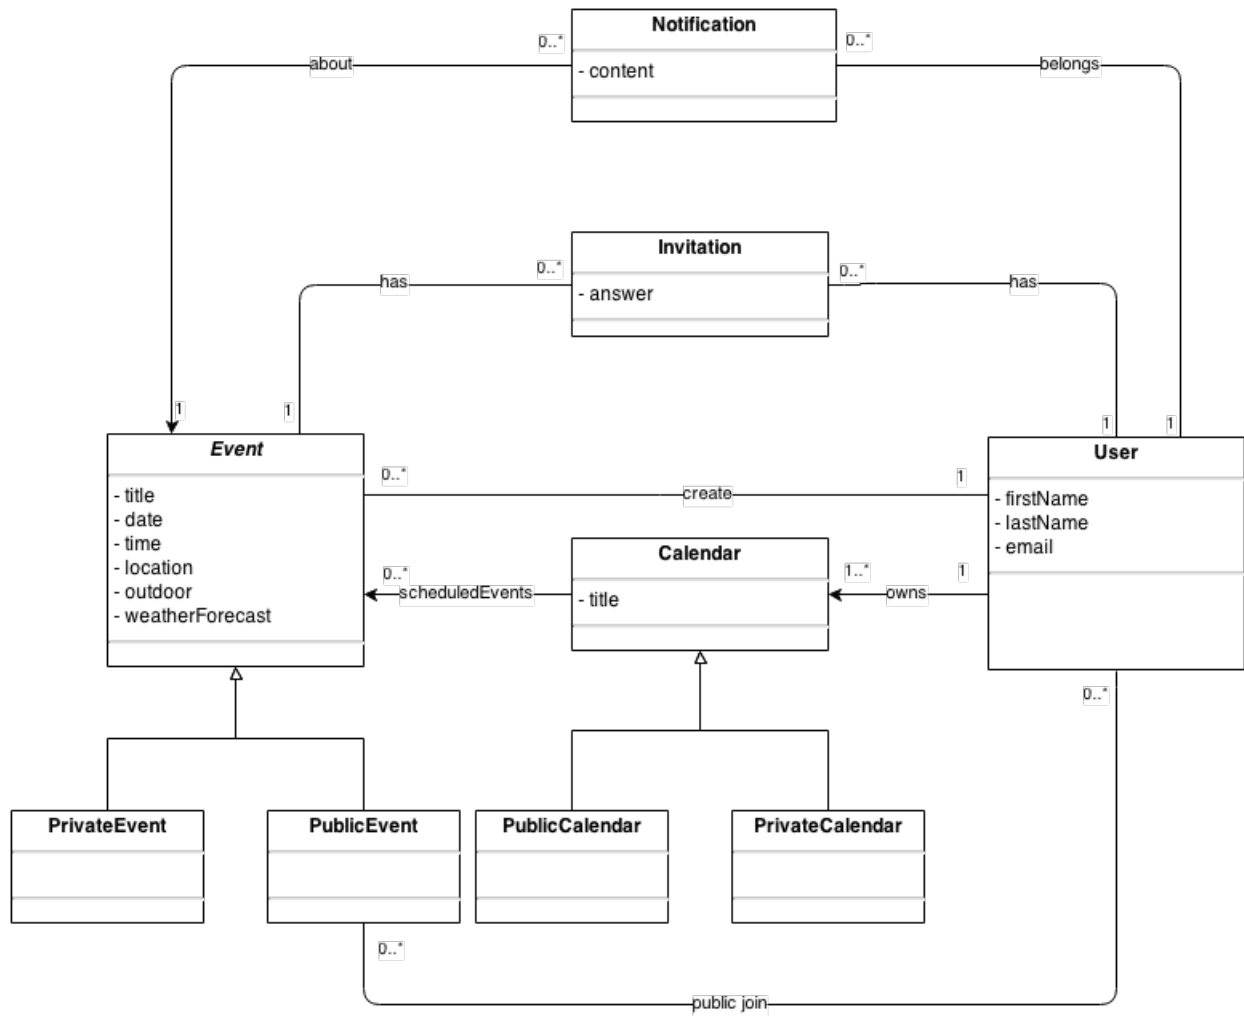 Notification
0..*
0..*
about
- content
belongs
Invitation
0..*
0..*
has
- answer
has
1
1
1
1
Event
User
0..*
1
- title
create
- firstName
- date
- lastName
- time
Calendar
- email
- location
0..*
1..*
1
- outdoor
scheduledEvents
- title
owns
- weatherForecast
0..*
PrivateEvent
PublicEvent
PublicCalendar
PrivateCalendar
0..*
public join